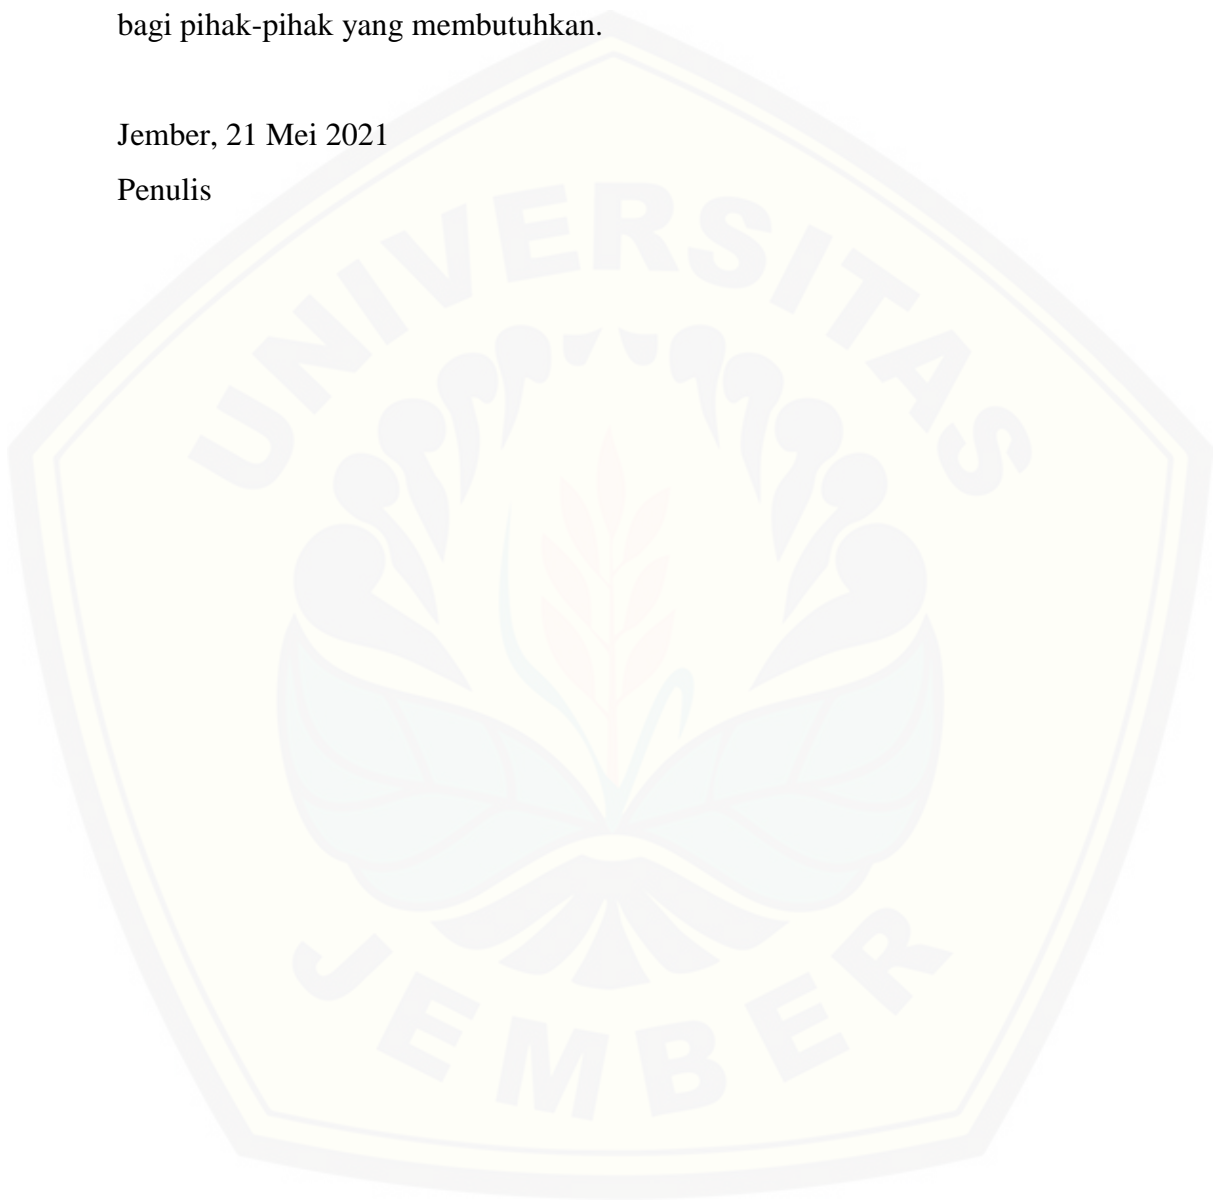 bagi pihak-pihak yang membutuhkan.
Jember, 21 Mei 2021
Penulis
UNIVERSITAS
JEMBER